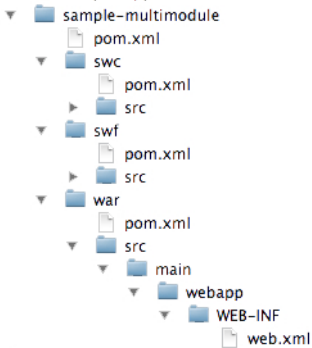 sample-multimodule
pom.xml
swc
pom.xml
src
swf
pom.xml
src
war
pom.xml
src
main
webapp
WEB-INF
web.xml